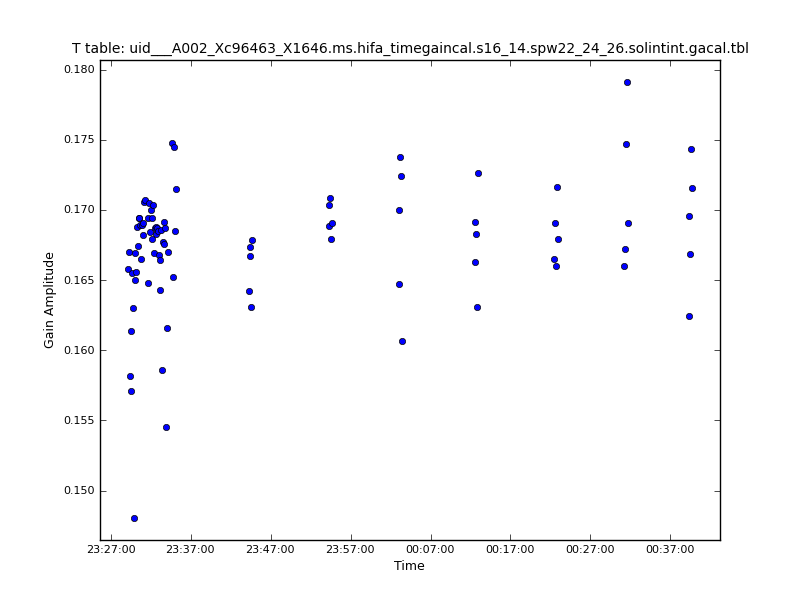 T table: uid___A002_Xc96463_X1646.ms.hifa_timegaincal.s16_14.spw22_24_26.solintint.gacal.tbl
0.180
0.175
0.170
0.165
0.160
0.155
0.150
Gain Amplitude
23:27:00 23:37:00 23:47:00 23:57:00 00:07:00 00:17:00 00:27:00 00:37:00
Time